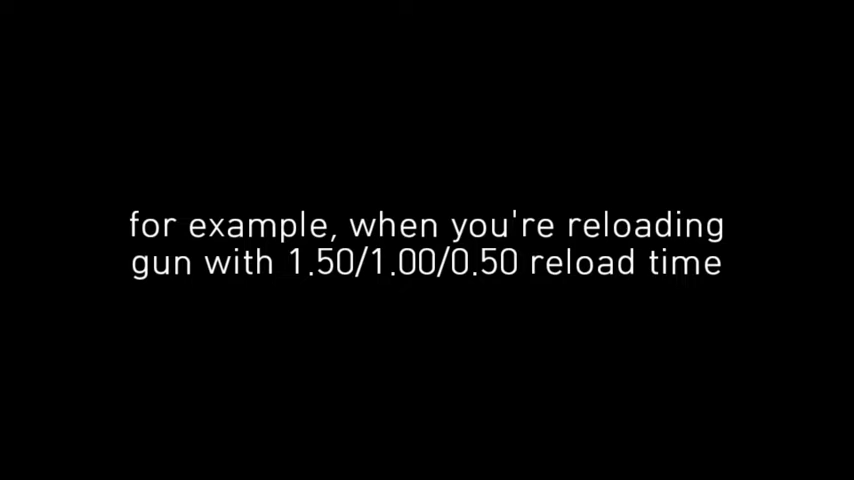 for example, when you're reloading
gun with 1.50/1.00/0.50 reload time